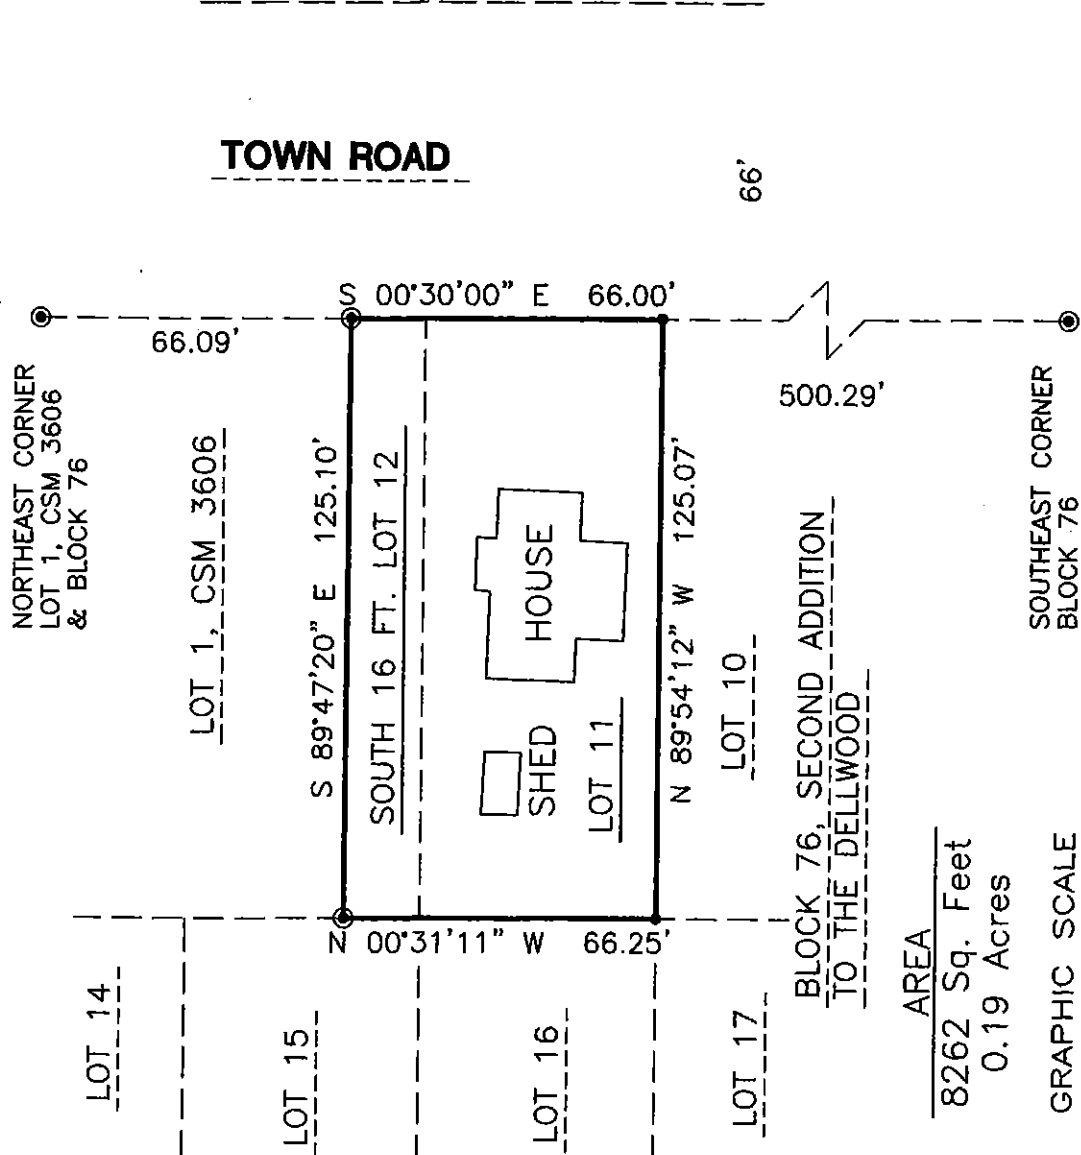 TOWN ROAD
66'
S 00°30'00" E 66.00'
66.09'
500.29'
NORTHEAST CORNER
LOT 1, CSM 3606
& BLOCK 76
LOT 1, CSM 3606
S 89°47'20" E 125.10'
SOUTH 16 FT. LOT 12
HOUSE
SHED
LOT 11
N 89°54'12" W 125.07'
LOT 10
BLOCK 76, SECOND ADDITION
TO THE DELLWOOD
SOUTHEAST CORNER
BLOCK 76
N 00°31'11" W 66.25'
LOT 14
LOT 15
LOT 16
LOT 17
AREA
8262 Sq. Feet
0.19 Acres
GRAPHIC SCALE